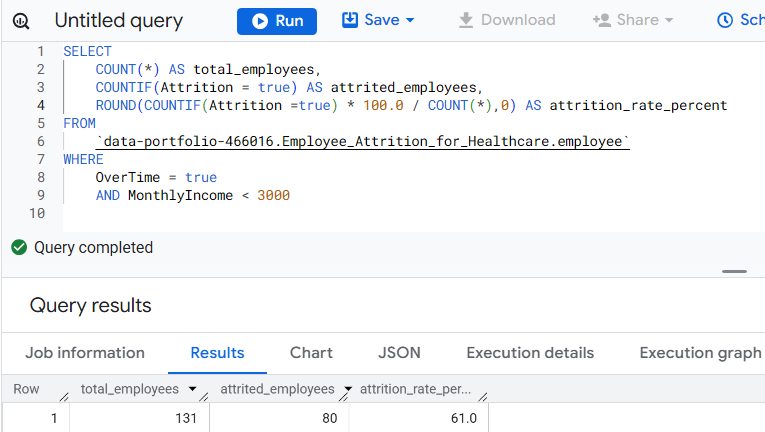 Untitled query Run Save Download Share Sch
1 SELECT
2 COUNT(*) AS total_employees,
3 COUNTIF(Attrition = true) AS attrited_employees,
4 ROUND(COUNTIF(Attrition =true) * 100.0 / COUNT(*),0) AS attrition_rate_percent
5 FROM
6 `data-portfolio-466016.Employee_Attrition_for_Healthcare.employee`
7 WHERE
8 OverTime = true
9 AND MonthlyIncome < 3000
10
Query completed
Query results
Job information Results Chart JSON Execution details Execution graph
Row total_employees attrited_employees attrition_rate_per...
1 131 80 61.0